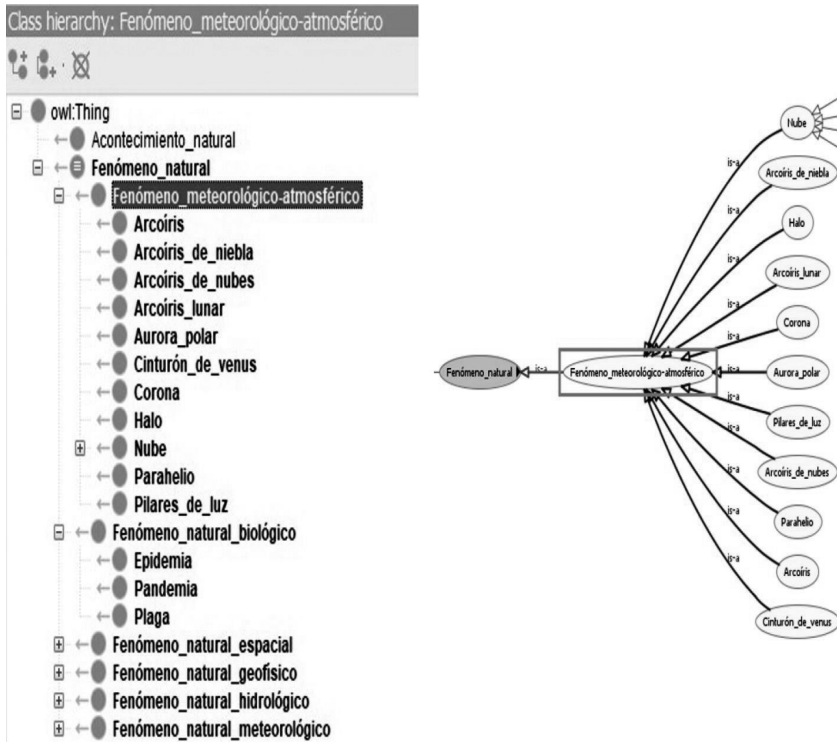 Class hierarchy: Fenómeno_meteorológico-atmosférico
owl:Thing
Acontecimiento_natural
Fenómeno_natural
Fenómeno_meteorológico-atmosférico
Arcoíris
Arcoíris_de_niebla
Arcoíris_de_nubes
Arcoíris_lunar
Aurora_polar
Cinturón_de_venus
Corona
Halo
Nube
Parahelio
Pilares_de_luz
Fenómeno_natural_biológico
Epidemia
Pandemia
Plaga
Fenómeno_natural_espacial
Fenómeno_natural_geofísico
Fenómeno_natural_hidrológico
Fenómeno_natural_meteorológico
Nube
is-a
Arcoíris_de_niebla
is-a
Halo
is-a
Arcoíris_lunar
is-a
Corona
is-a
Fenómeno_natural
is-a
Fenómeno_meteorológico-atmosférico
is-a
Aurora_polar
is-a
Pilares_de_luz
is-a
Arcoíris_de_nubes
is-a
Parahelio
is-a
Arcoíris
is-a
Cinturón_de_venus